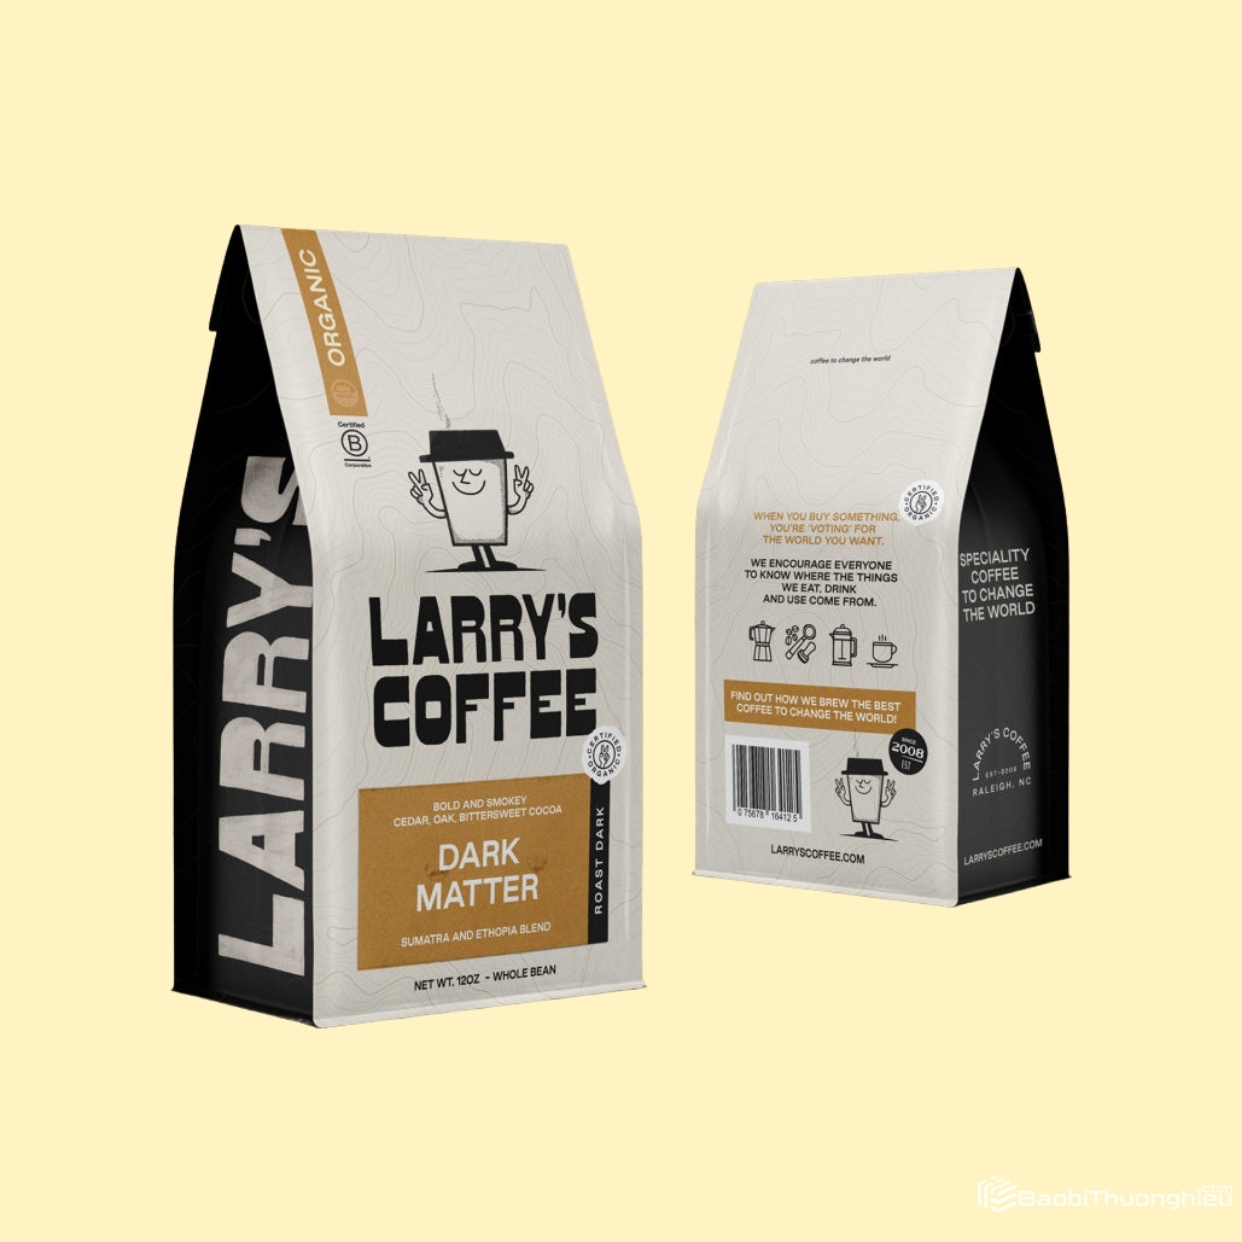 ORGANIC
Certified
B
Corporation
LARRY'S
LARRY'S
COFFEE
CERTIFIED
ORGANIC
BOLD AND SMOKEY
CEDAR, OAK, BITTERSWEET COCOA
DARK
MATTER
SUMATRA AND ETHOPIA BLEND
ROAST DARK
NET WT. 12OZ - WHOLE BEAN
coffee to change the world
CERTIFIED
ORGANIC
WHEN YOU BUY SOMETHING,
YOU'RE 'VOTING' FOR
THE WORLD YOU WANT.
WE ENCOURAGE EVERYONE
TO KNOW WHERE THE THINGS
WE EAT, DRINK
AND USE COME FROM.
FIND OUT HOW WE BREW THE BEST
COFFEE TO CHANGE THE WORLD!
SINCE
2008
EST
0 75678 16412 5
LARRYSCOFFEE.COM
SPECIALITY
COFFEE
TO CHANGE
THE WORLD
LARRY'S COFFEE
EST-2008
RALEIGH, NC
LARRYSCOFFEE.COM
BaobiThuonghieu.com